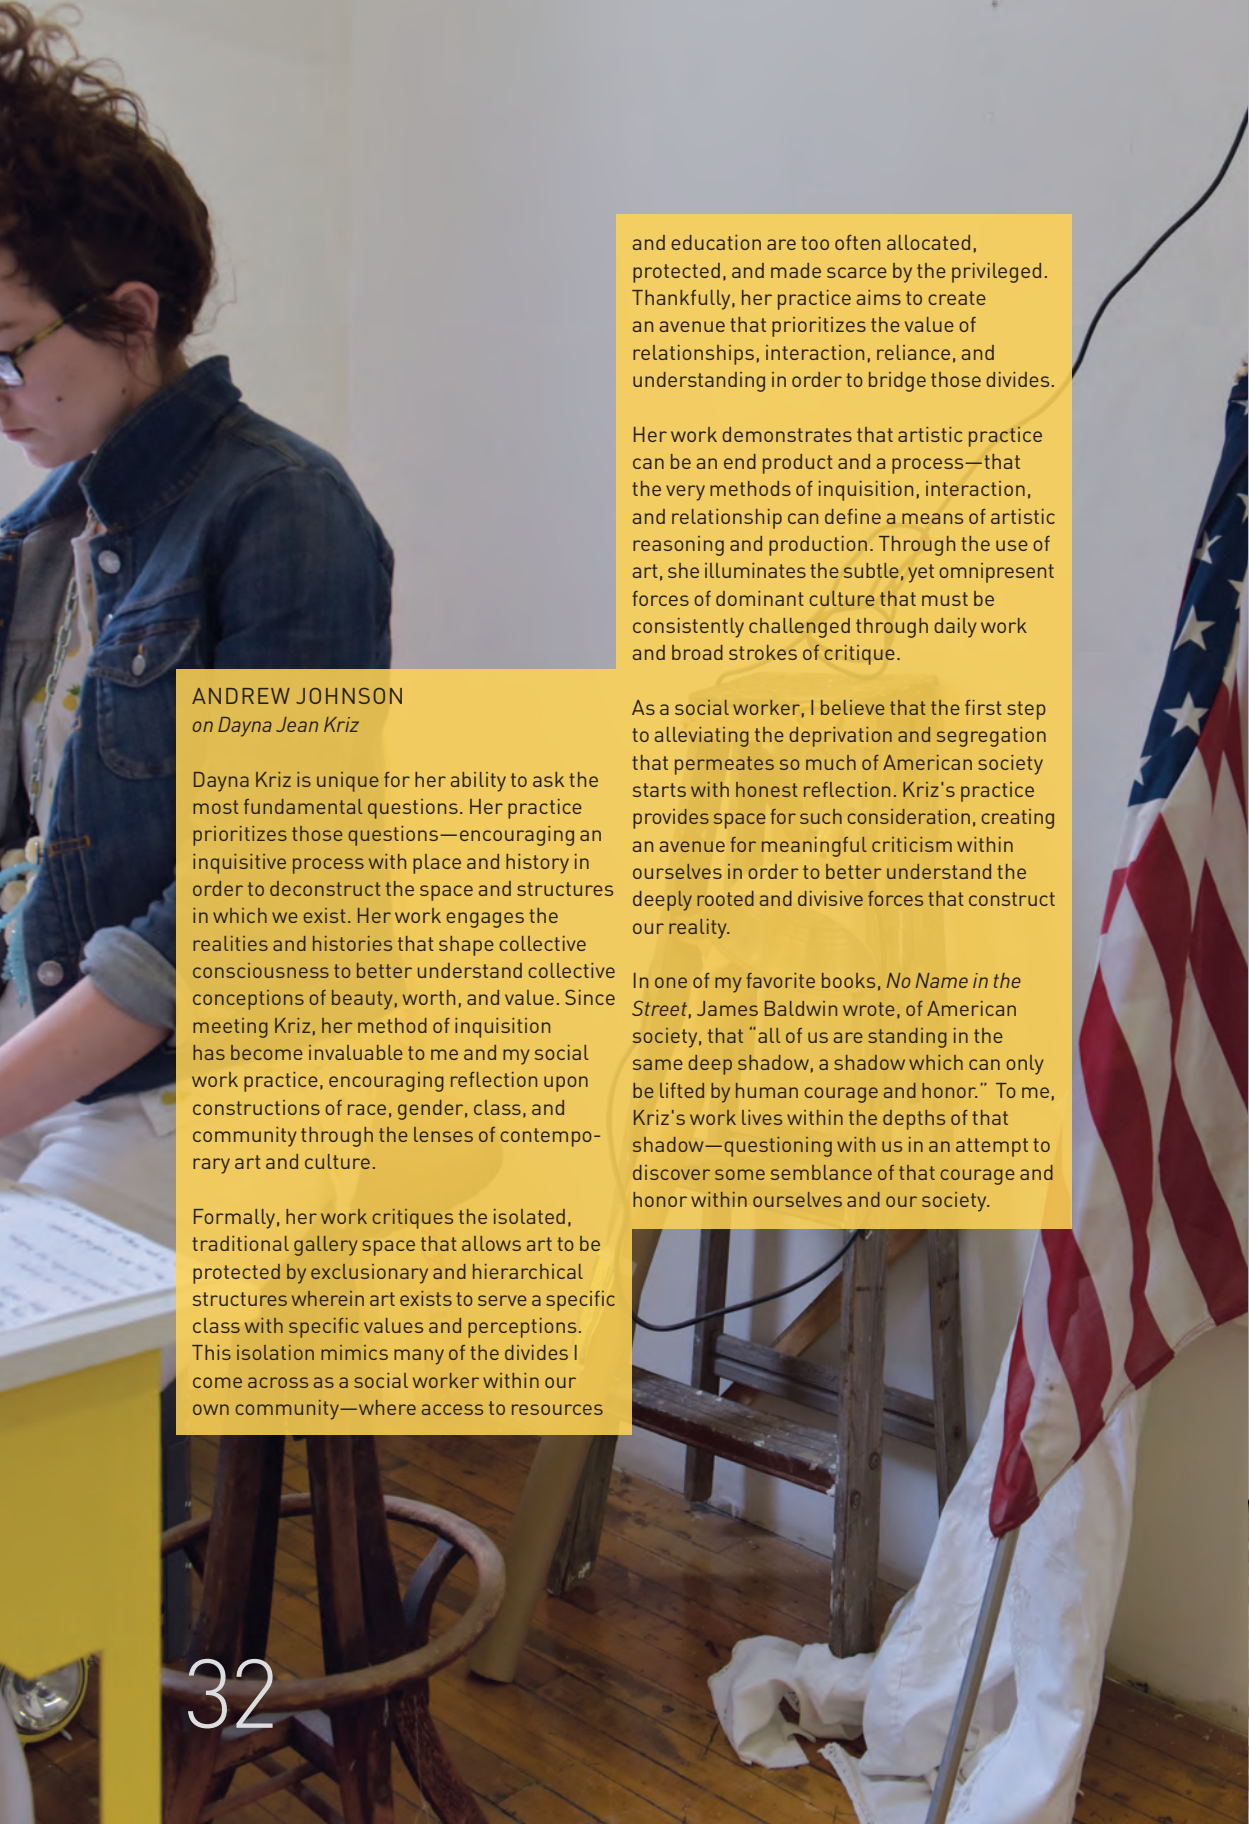 ANDREW JOHNSON
on Dayna Jean Kriz
Dayna Kriz is unique for her ability to ask the
most fundamental questions. Her practice
prioritizes those questions—encouraging an
inquisitive process with place and history in
order to deconstruct the space and structures
in which we exist. Her work engages the
realities and histories that shape collective
consciousness to better understand collective
conceptions of beauty, worth, and value. Since
meeting Kriz, her method of inquisition
has become invaluable to me and my social
work practice, encouraging reflection upon
constructions of race, gender, class, and
community through the lenses of contempo-
rary art and culture.
Formally, her work critiques the isolated,
traditional gallery space that allows art to be
protected by exclusionary and hierarchical
structures wherein art exists to serve a specific
class with specific values and perceptions.
This isolation mimics many of the divides I
come across as a social worker within our
own community—where access to resources
and education are too often allocated,
protected, and made scarce by the privileged.
Thankfully, her practice aims to create
an avenue that prioritizes the value of
relationships, interaction, reliance, and
understanding in order to bridge those divides.
Her work demonstrates that artistic practice
can be an end product and a process—that
the very methods of inquisition, interaction,
and relationship can define a means of artistic
reasoning and production. Through the use of
art, she illuminates the subtle, yet omnipresent
forces of dominant culture that must be
consistently challenged through daily work
and broad strokes of critique.
As a social worker, I believe that the first step
to alleviating the deprivation and segregation
that permeates so much of American society
starts with honest reflection. Kriz's practice
provides space for such consideration, creating
an avenue for meaningful criticism within
ourselves in order to better understand the
deeply rooted and divisive forces that construct
our reality.
In one of my favorite books, No Name in the
Street, James Baldwin wrote, of American
society, that “all of us are standing in the
same deep shadow, a shadow which can only
be lifted by human courage and honor.” To me,
Kriz's work lives within the depths of that
shadow—questioning with us in an attempt to
discover some semblance of that courage and
honor within ourselves and our society.
32